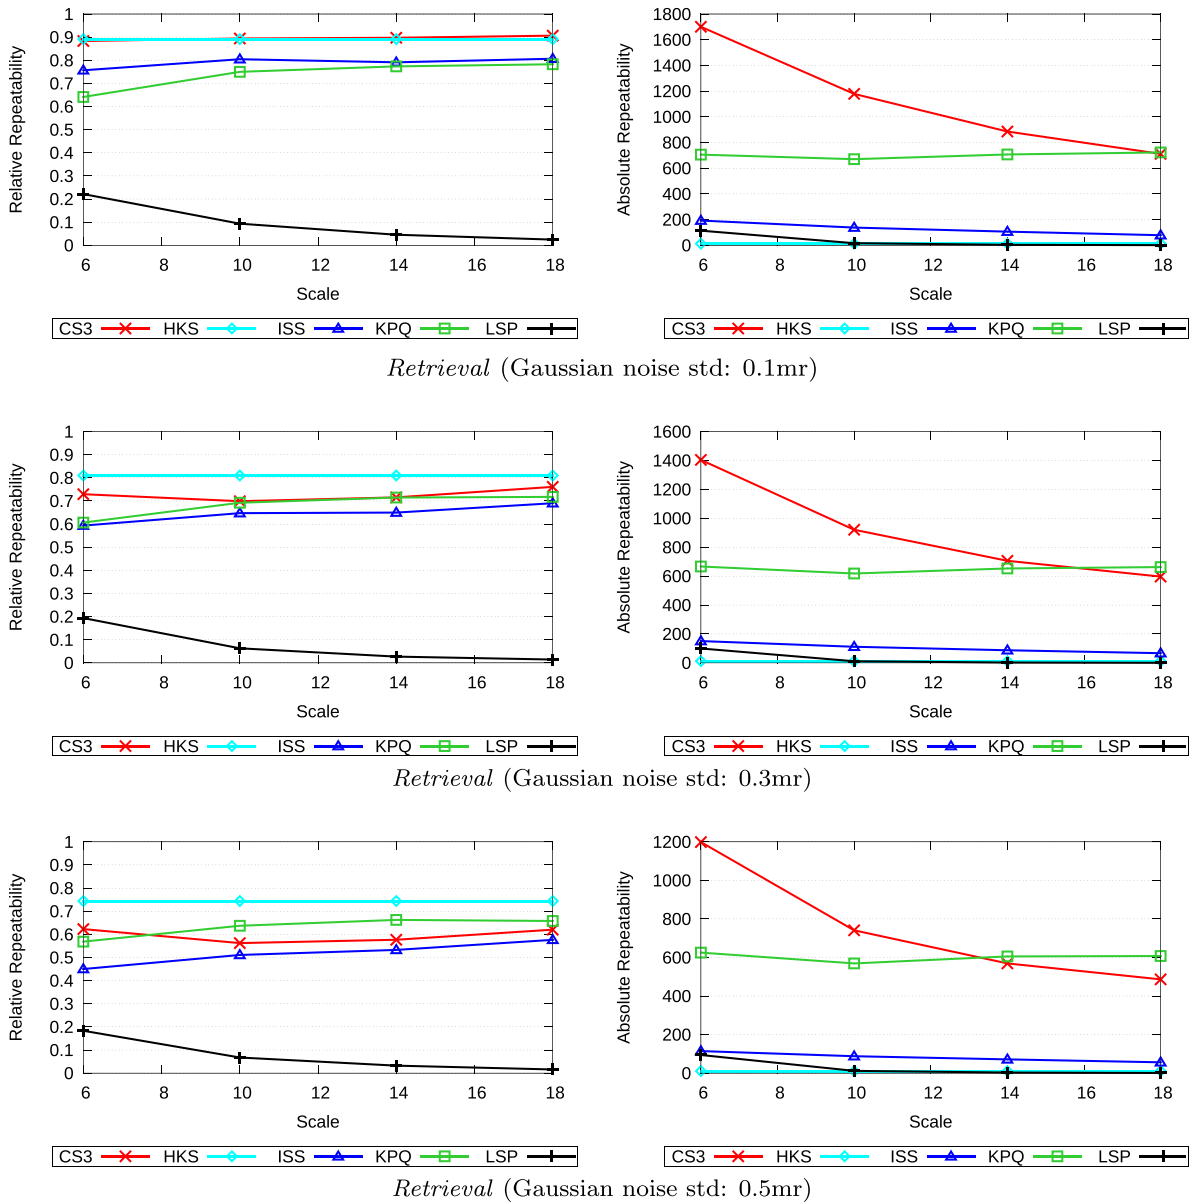 1
0.9
0.8
0.7
0.6
0.5
0.4
0.3
0.2
0.1
0
Relative Repeatability
6 8 10 12 14 16 18
Scale
CS3 HKS ISS KPQ LSP
1800
1600
1400
1200
1000
800
600
400
200
0
Absolute Repeatability
6 8 10 12 14 16 18
Scale
CS3 HKS ISS KPQ LSP
Retrieval (Gaussian noise std: 0.1mr)
1
0.9
0.8
0.7
0.6
0.5
0.4
0.3
0.2
0.1
0
Relative Repeatability
6 8 10 12 14 16 18
Scale
CS3 HKS ISS KPQ LSP
1600
1400
1200
1000
800
600
400
200
0
Absolute Repeatability
6 8 10 12 14 16 18
Scale
CS3 HKS ISS KPQ LSP
Retrieval (Gaussian noise std: 0.3mr)
1
0.9
0.8
0.7
0.6
0.5
0.4
0.3
0.2
0.1
0
Relative Repeatability
6 8 10 12 14 16 18
Scale
CS3 HKS ISS KPQ LSP
1200
1000
800
600
400
200
0
Absolute Repeatability
6 8 10 12 14 16 18
Scale
CS3 HKS ISS KPQ LSP
Retrieval (Gaussian noise std: 0.5mr)